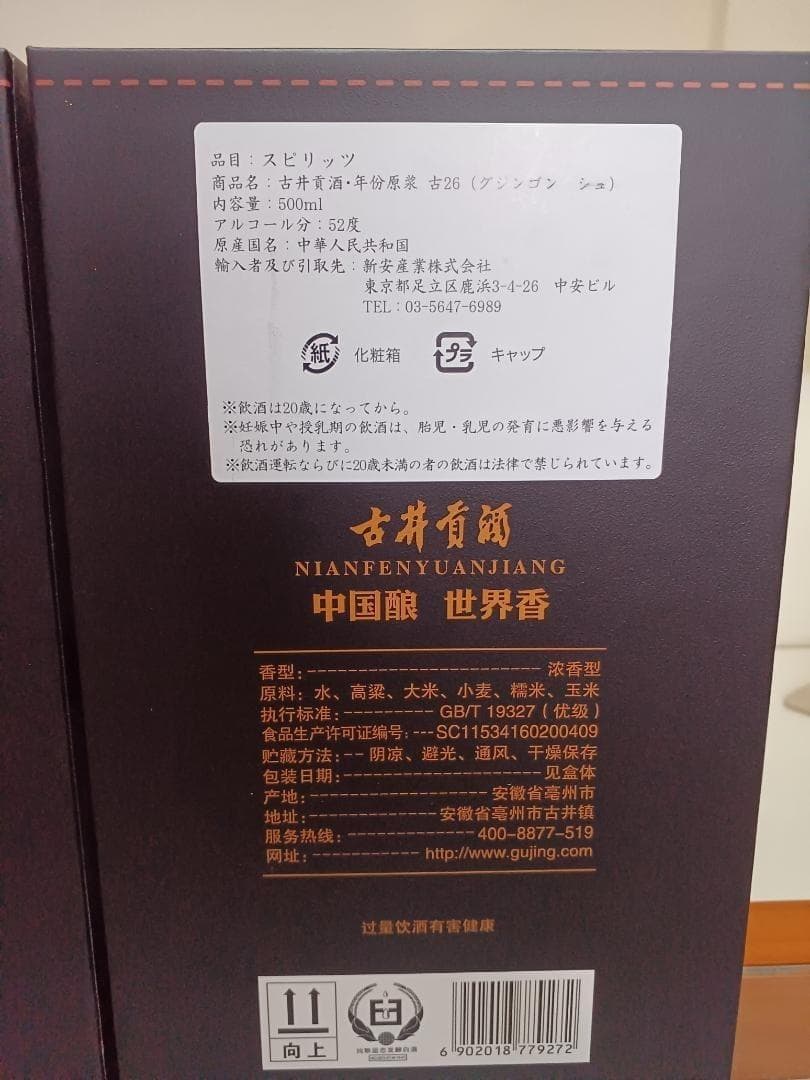 品目：スピリッツ
商品名：古井貢酒･年份原浆 古26（グジンゴン シュ）
内容量：500ml
アルコール分：52度
原産国名：中華人民共和国
輸入者及び引取先：新安産業株式会社
東京都足立区鹿浜3-4-26 中安ビル
TEL：03-5647-6989
紙 化粧箱 プラ キャップ
※飲酒は20歳になってから。
※妊娠中や授乳期の飲酒は、胎児・乳児の発育に悪影響を与える
恐れがあります。
※飲酒運転ならびに20歳未満の者の飲酒は法律で禁じられています。
古井贡酒
NIANFENYUANJIANG
中国酿 世界香
香型:------------------------浓香型
原料: 水、高粱、大米、小麦、糯米、玉米
执行标准:---------GB/T 19327（优级）
食品生产许可证编号:---SC11534160200409
贮藏方法:--阴凉、避光、通风、干燥保存
包装日期:--------------------见盒体
产地:------------------安徽省亳州市
地址:-------------安徽省亳州市古井镇
服务热线:-------------400-8877-519
网址:-----------http://www.gujing.com
过量饮酒有害健康
向上
6 902018 779272